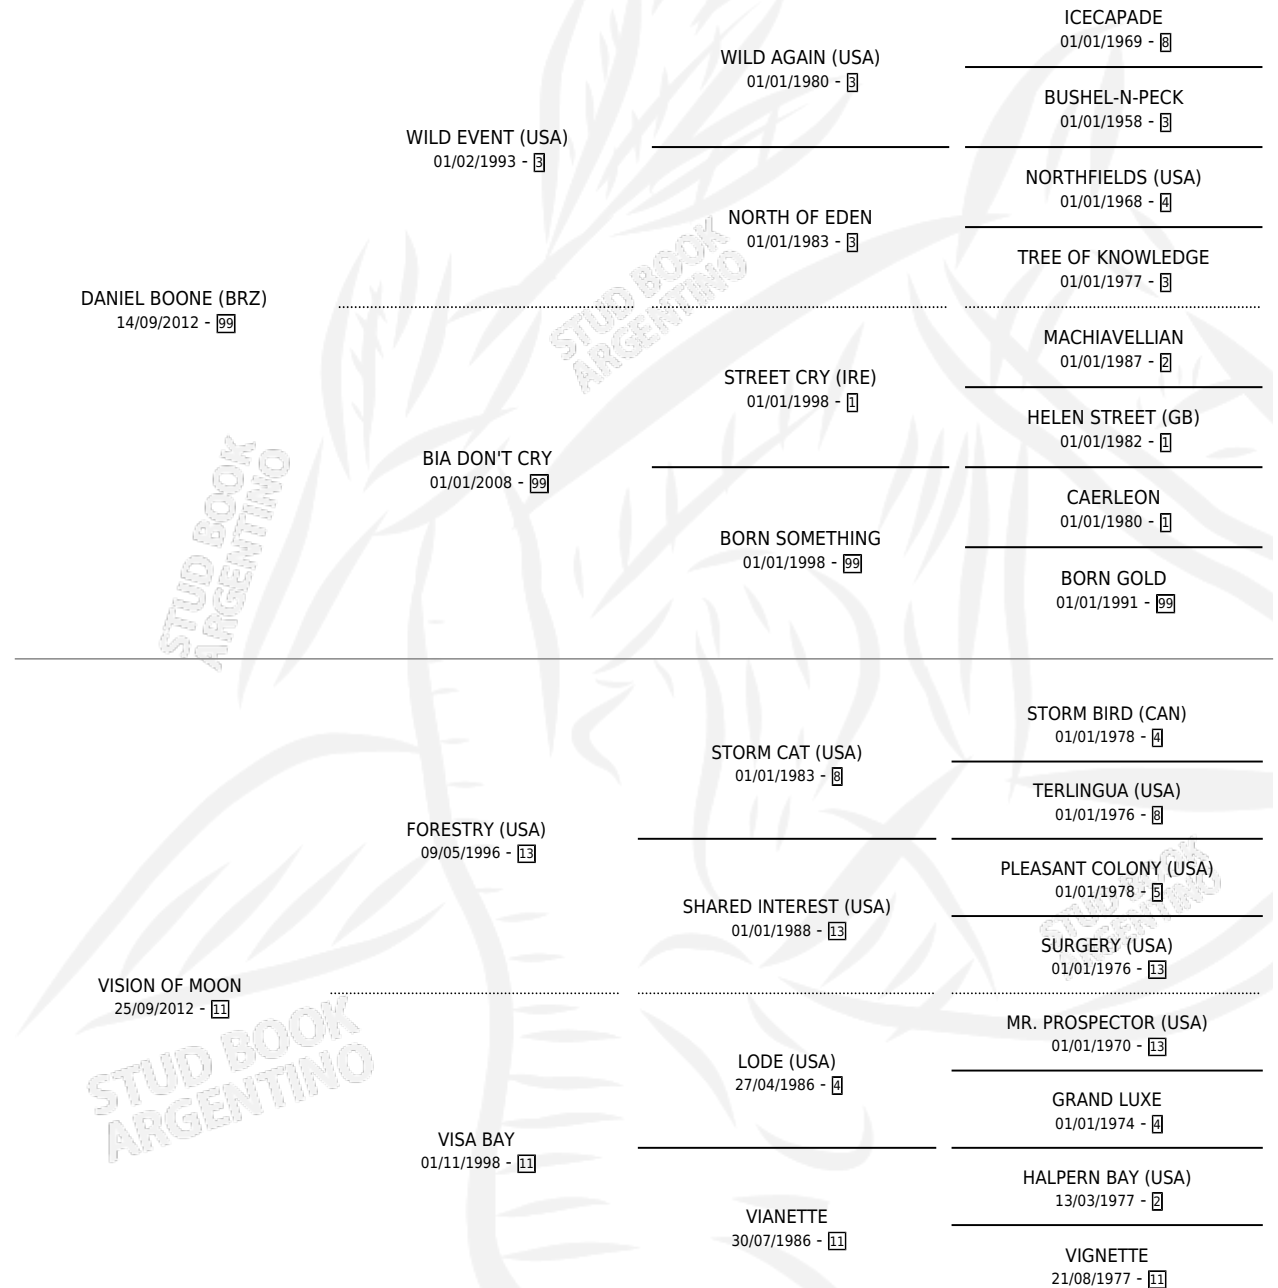 ICECAPADE
01/01/1969 - 8
WILD AGAIN (USA)
01/01/1980 - 3
BUSHEL-N-PECK
01/01/1958 - 3
WILD EVENT (USA)
01/02/1993 - 3
NORTHFIELDS (USA)
01/01/1968 - 4
NORTH OF EDEN
01/01/1983 - 3
TREE OF KNOWLEDGE
01/01/1977 - 3
DANIEL BOONE (BRZ)
14/09/2012 - 99
MACHIAVELLIAN
01/01/1987 - 2
STREET CRY (IRE)
01/01/1998 - 1
HELEN STREET (GB)
01/01/1982 - 1
BIA DON'T CRY
01/01/2008 - 99
CAERLEON
01/01/1980 - 1
BORN SOMETHING
01/01/1998 - 99
BORN GOLD
01/01/1991 - 99
STUD BOOK
ARGENTINO
STUD BOOK
ARGENTINO
STORM BIRD (CAN)
01/01/1978 - 4
STORM CAT (USA)
01/01/1983 - 8
TERLINGUA (USA)
01/01/1976 - 8
FORESTRY (USA)
09/05/1996 - 13
PLEASANT COLONY (USA)
01/01/1978 - 5
SHARED INTEREST (USA)
01/01/1988 - 13
SURGERY (USA)
01/01/1976 - 13
VISION OF MOON
25/09/2012 - 11
MR. PROSPECTOR (USA)
01/01/1970 - 13
LODE (USA)
27/04/1986 - 4
GRAND LUXE
01/01/1974 - 4
VISA BAY
01/11/1998 - 11
HALPERN BAY (USA)
13/03/1977 - 2
VIANETTE
30/07/1986 - 11
VIGNETTE
21/08/1977 - 11
STUD BOOK
ARGENTINO
STUD BOOK
ARGENTINO